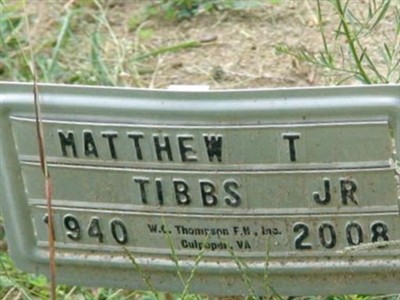 MATTHEW T
TIBBS JR
1940 W.C. Thompson F.H., Inc. 2008
Culpeper, VA